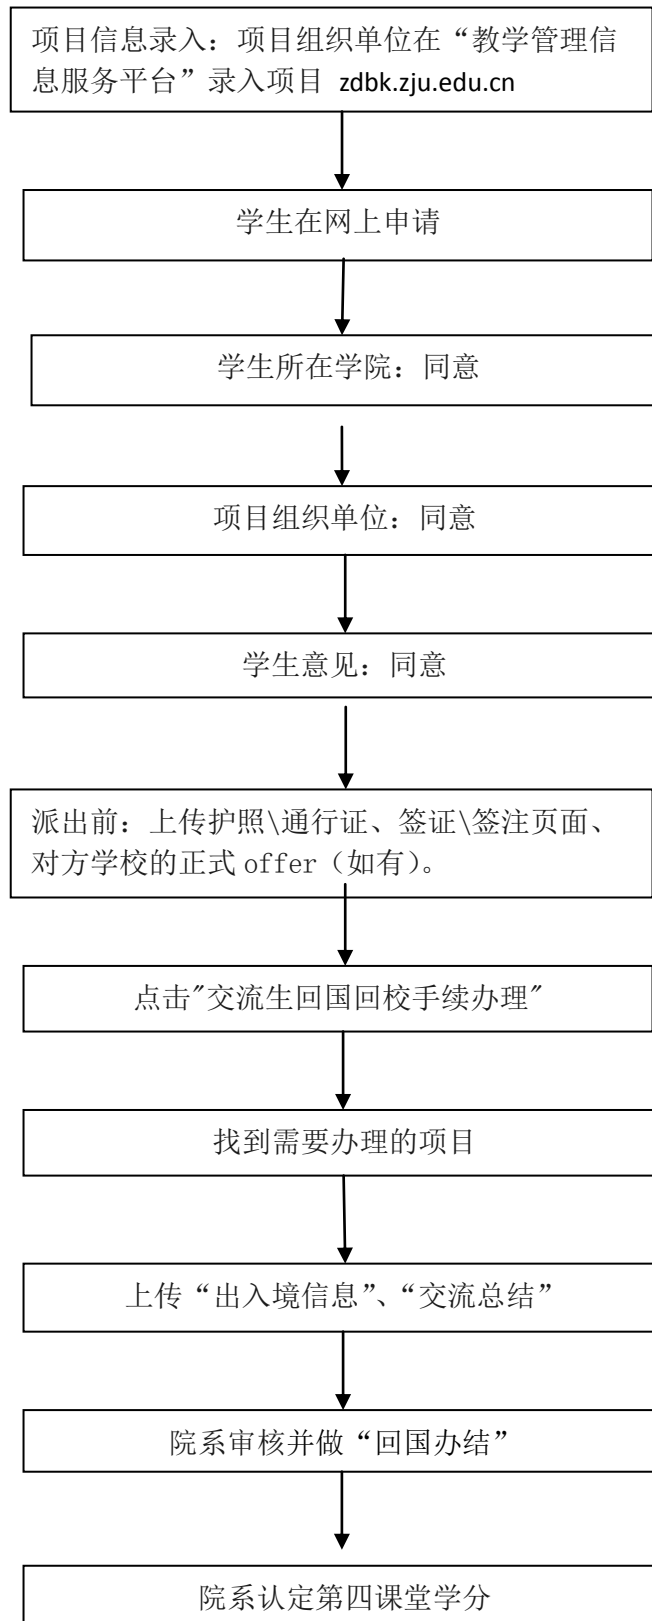 项目信息录入：项目组织单位在“教学管理信
息服务平台”录入项目 zdbk.zju.edu.cn
学生在网上申请
学生所在学院：同意
项目组织单位：同意
学生意见：同意
派出前：上传护照\通行证、签证\签注页面、
对方学校的正式 offer（如有）。
点击"交流生回国回校手续办理"
找到需要办理的项目
上传“出入境信息”、“交流总结”
院系审核并做“回国办结”
院系认定第四课堂学分